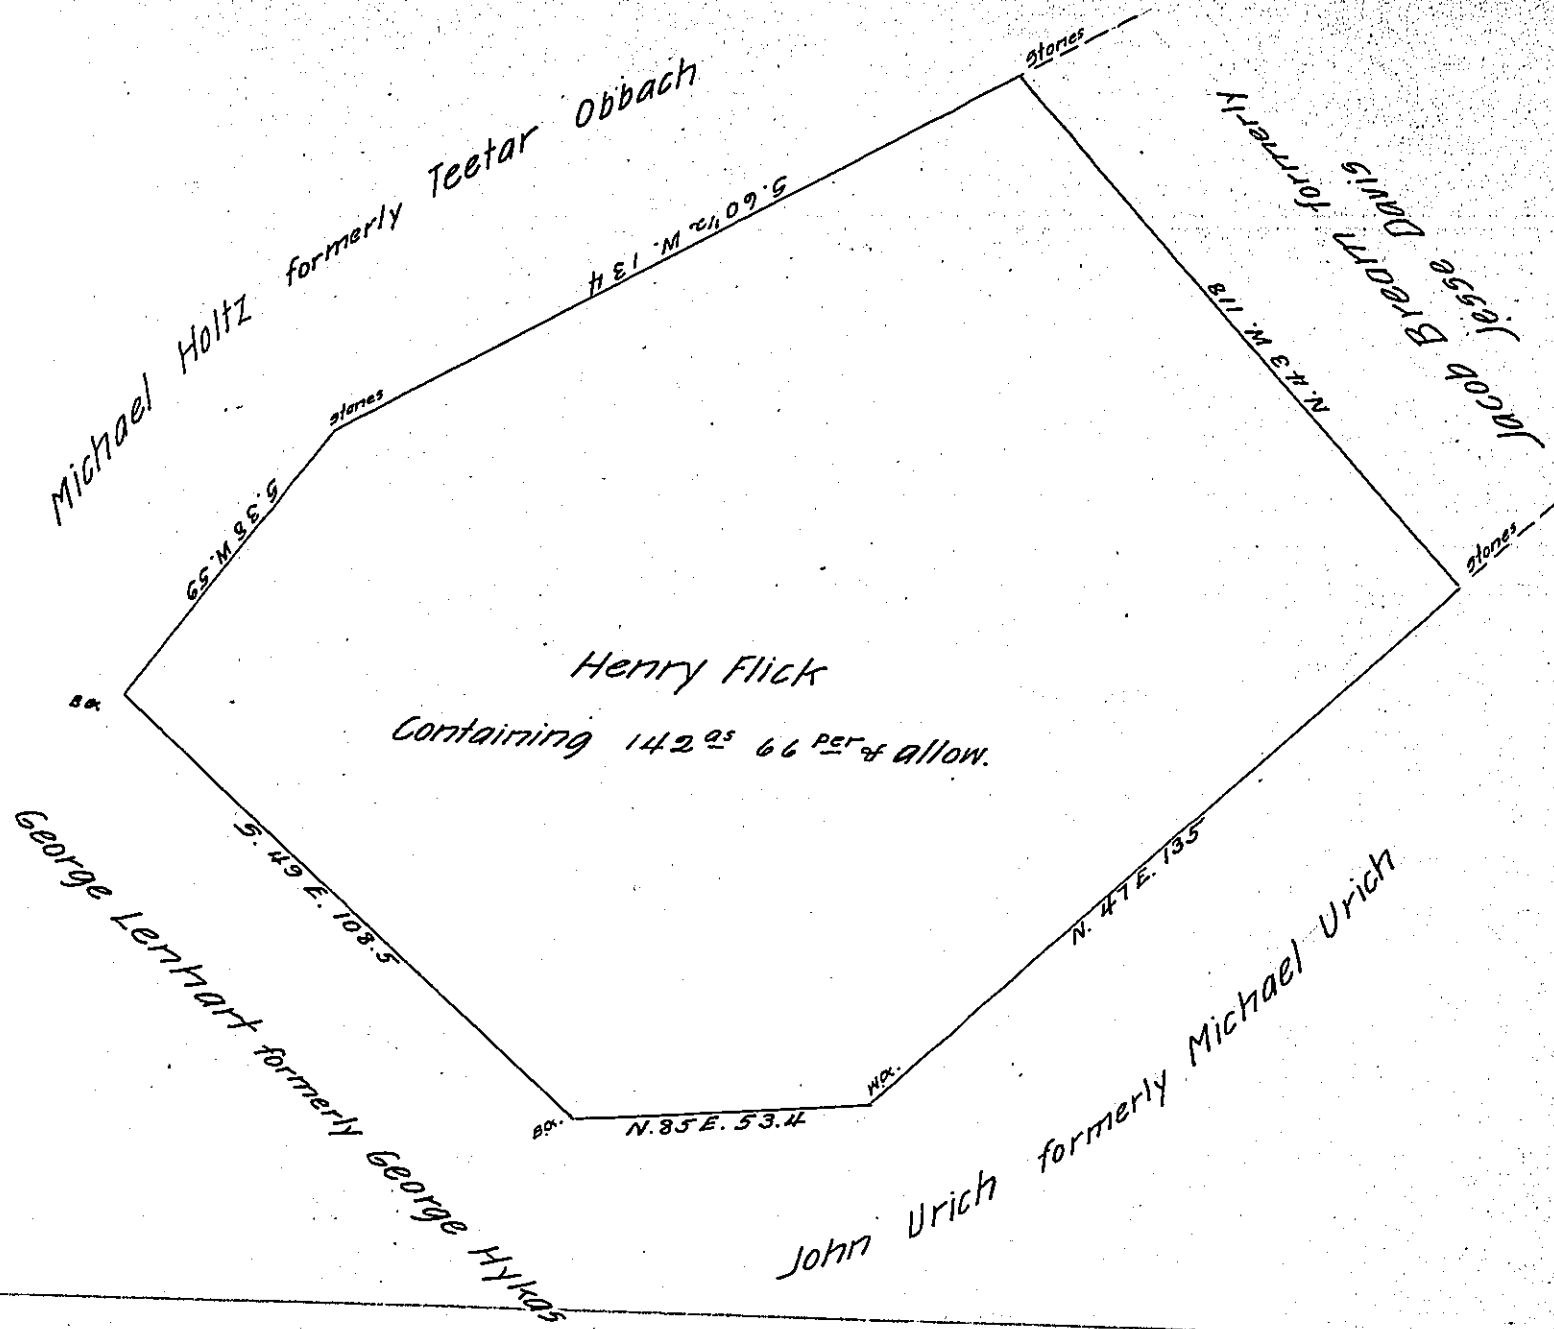 stones
Michael Holtz formerly Teetar Obbach
Jacob Bream formerly
Jesse Davis
S. 60 1/2 W. 134
N. 43 W. 118
stones
S. 38 W. 59
stones
Henry Flick
Bo.
Containing 142 as 66 per & allow.
George Lenhart formerly George Hykas
S. 49 E. 108.5
N. 47 E. 135
John Urich formerly Michael Urich
W.O.
B.O.
N. 85 E. 53.4